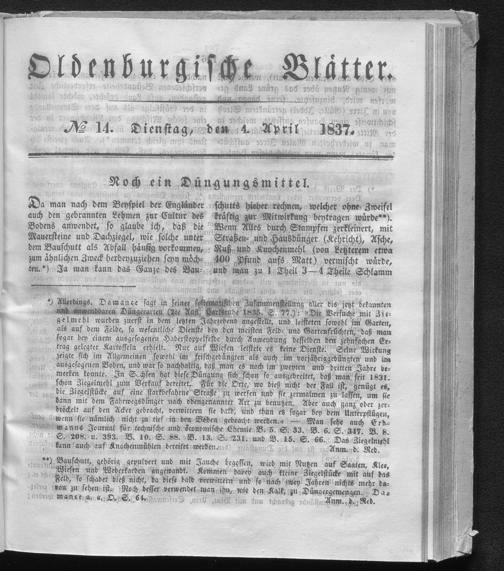 Oldenburgische Blätter.
№ 14. Dienstag, den 4. April 1837.
Noch ein Düngungsmittel.
Da man nach dem Beyspiel der Engländer
auch den gebrannten Lehmen zur Cultur des
Bodens anwendet, so glaube ich, daß die
Mauersteine und Dachziegel, wie solche unter
dem Bauschutt als Abfall häufig vorkommen,
zum ähnlichen Zweck herbeyzuziehen seyn möch-
ten.*) Ja man kann das Ganze des Bau-
schutts hieher rechnen, welcher ohne Zweifel
kräftig zur Mitwirkung beytragen würde**).
Wenn Alles durch Stampfen zerkleinert, mit
Straßen- und Hausdünger (Kehricht), Asche,
Ruß und Knochenmehl (von Letzterem etwa
400 Pfund aufs Matt) vermischt würde,
und man zu 1 Theil 3—4 Theile Schlamm
*) Allerdings. Damance sagt in seiner systematischen Zusammenstellung aller bis jetzt bekannten
und anwendbaren Düngerarten (2te Aufl. Carlsruhe 1835. S. 77.): »Die Versuche mit Zie-
gelmehl wurden zuerst in dem letzten Jahrzehend angestellt, und leisteten sowohl im Garten,
als auf dem Felde, so wesentliche Dienste bey den meisten Feld- und Gartenfrüchten, daß man
sogar bey einem ausgesogenen Haberstoppelfelde durch Anwendung desselben den zehnfachen Er-
trag gelegter Kartoffeln erhielt. Nur auf Wiesen leistete es keine Dienste. Seine Wirkung
zeigte sich im Allgemeinen sowohl im frischgedüngten als auch im vorjährigegedüngten und im
ausgesogenen Boden, und war so nachhaltig, daß man es noch im zweyten und dritten Jahre be-
merken konnte. In Sachsen hat diese Düngung sich schon so ausgebreitet, daß man seit 1831.
schon Ziegelmehl zum Verkauf bereitet. Für die Orte, wo dieß nicht der Fall ist, genügt es,
die Ziegelstücke auf eine starkbefahrene Straße zu werfen und sie zermalmen zu lassen, um sie
dann mit dem Fahrwegsdünger nach obengenannter Art zu benutzen. Aber auch ganz oder zer-
bröckelt auf den Acker gebracht, verwittern sie bald, und thun es sogar bey dem Unterpflügen,
wenn sie nämlich nicht zu tief in den Boden gebracht werden.« — Man sehe auch Erd-
manns Journal für technische und ökonomische Chemie B. 5. S. 33. B. 6. S. 347. B. 8.
S. 208. u. 393. B. 10. S. 88. B. 13. S. 231. und B. 15. S. 66. Das Ziegelmehl
kann auch auf Knochenmühlen bereitet werden.
Anm. d. Red.
**) Bauschutt, gehörig gepulvert und mit Jauche begossen, wird mit Nutzen auf Saaten, Klee,
Wiesen und Weberkarden angewandt. Kommen dabey auch kleine Ziegelstücke mit auf das
Feld, so schadet dieß nicht, da diese bald verwittern und so nach zwey Jahren nichts mehr da-
von zu sehen ist. Noch besser verwendet man ihn, wie den Kalk, zu Düngergemengen. Da-
mance a. a. O. S. 64.
Anm. d. Red.